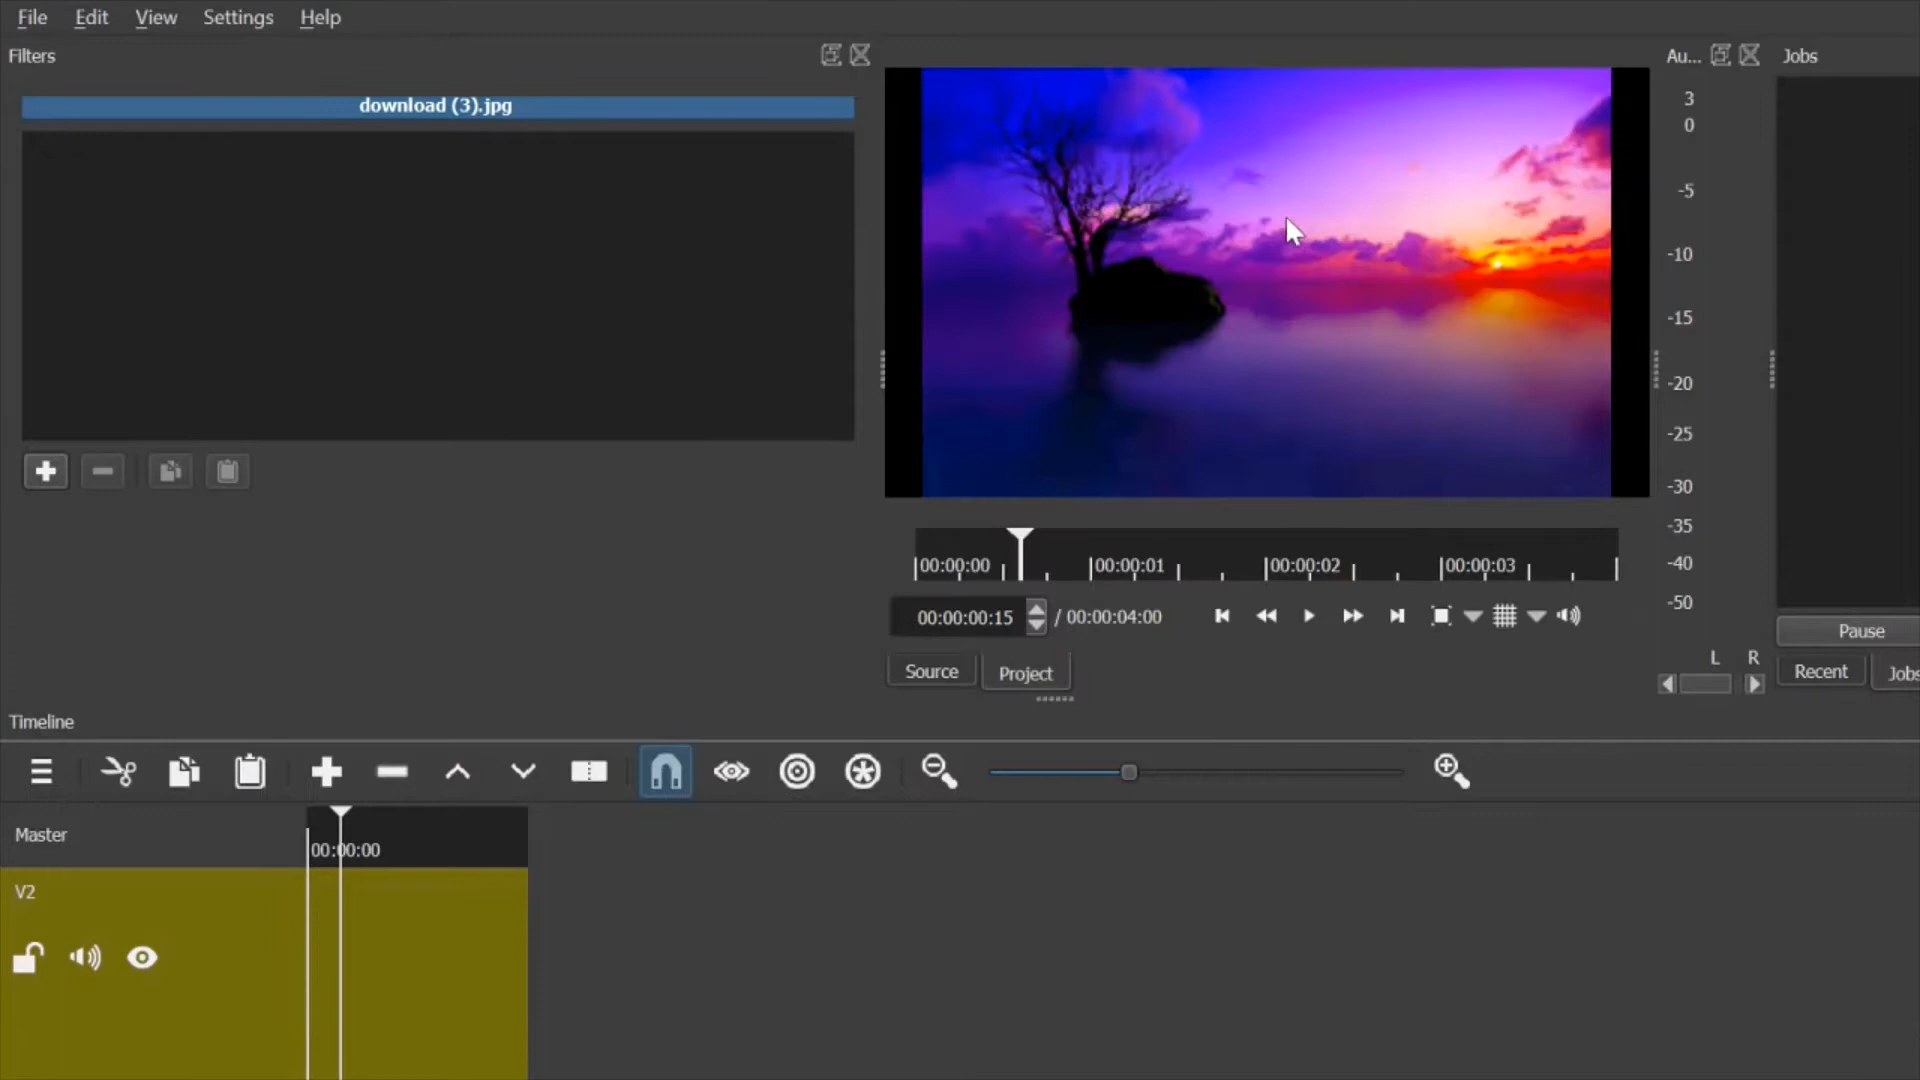 File Edit View Settings Help
Filters
Au...
Jobs
download (3).jpg
3
0
-5
-10
-15
-20
-25
-30
-35
-40
-50
00:00:00 00:00:01 00:00:02 00:00:03
00:00:00:15 / 00:00:04:00
Pause
L R
Source Project
Recent Jobs
Timeline
Master
00:00:00
V2